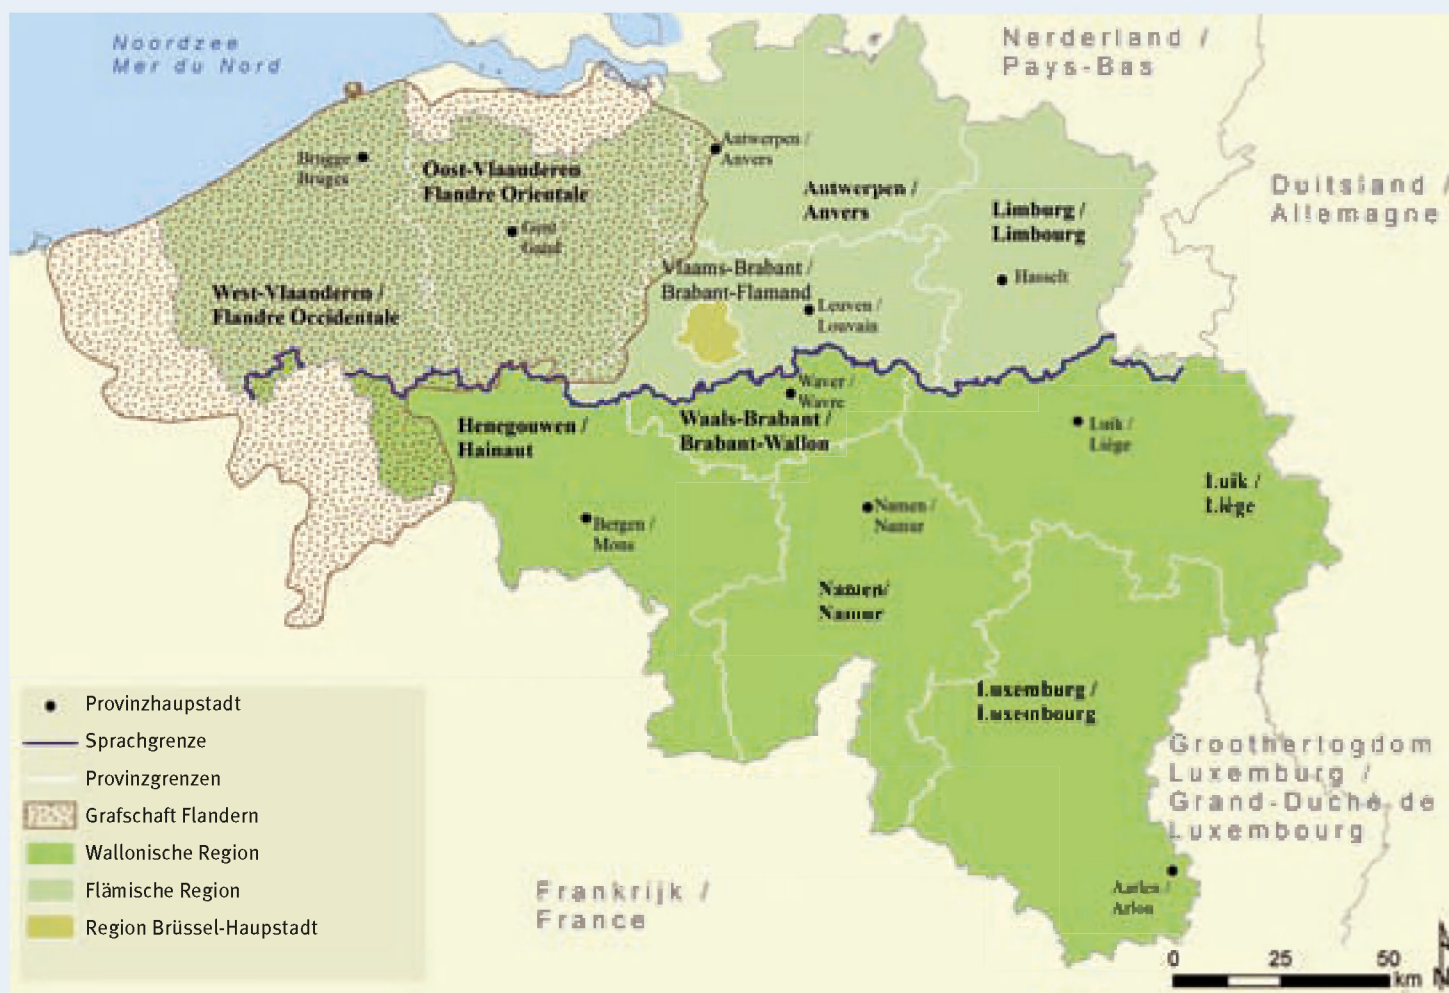 Noordzee
Mer du Nord
Nerderland /
Pays-Bas
Duitsland /
Allemagne
Brugge
Bruges
Oost-Vlaanderen
Flandre Orientale
Gent
Gand
Antwerpen /
Anvers
Antwerpen /
Anvers
Limburg /
Limbourg
Hasselt
West-Vlaanderen /
Flandre Occidentale
Vlaams-Brabant /
Brabant-Flamand
Leuven /
Louvain
Waver /
Wavre
Henegouwen /
Hainaut
Waals-Brabant /
Brabant-Wallon
Luik /
Liège
Luik /
Liège
Bergen /
Mons
Namen /
Namur
Namen/
Namur
Luxemburg /
Luxembourg
Groothertogdom
Luxemburg /
Grand-Duché de
Luxembourg
Aarlen /
Arlon
Frankrijk /
France
Provinzhaupstadt
Sprachgrenze
Provinzgrenzen
Grafschaft Flandern
Wallonische Region
Flämische Region
Region Brüssel-Haupstadt
0 25 50
km
N